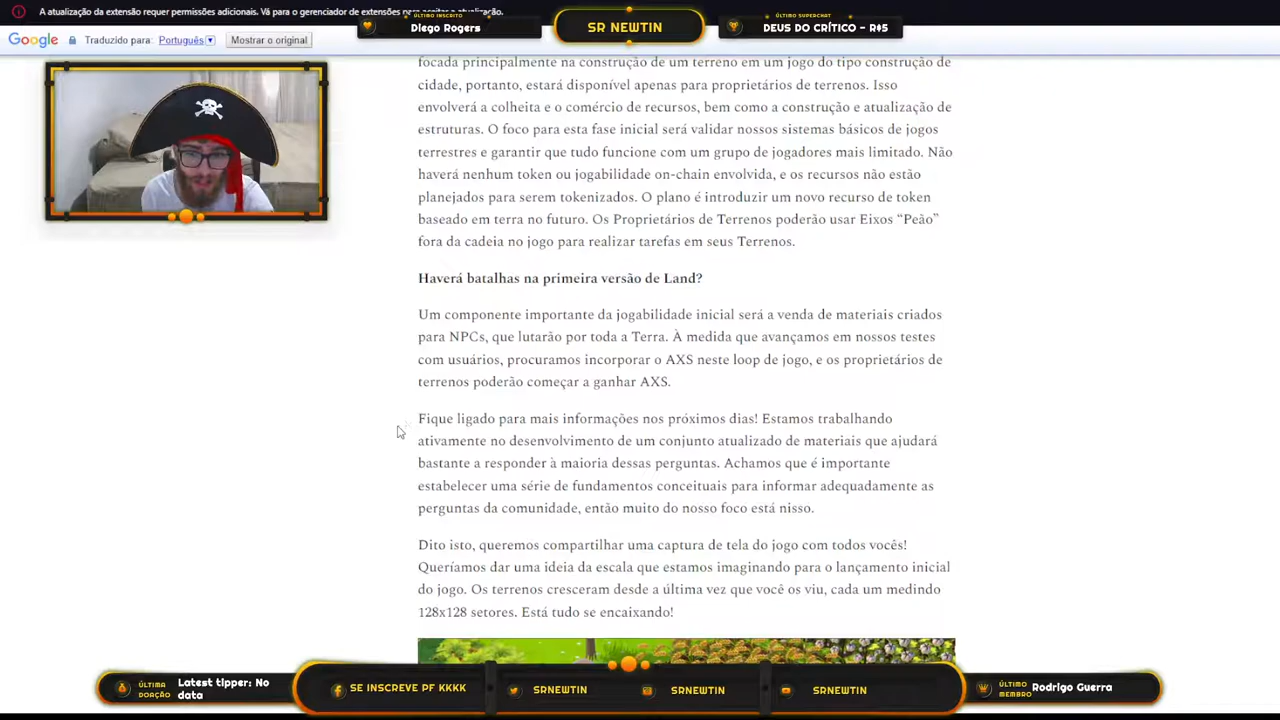 A atualização da extensão requer permissões adicionais. Vá para o gerenciador de extensões para aceitar a atualização.
ÚLTIMO INSCRITO
Diego Rogers
SR NEWTIN
ÚLTIMO SUPERCHAT
DEUS DO CRÍTICO - R$5
Google Traduzido para: Português Mostrar o original
focada principalmente na construção de um terreno em um jogo do tipo construção de
cidade, portanto, estará disponível apenas para proprietários de terrenos. Isso
envolverá a colheita e o comércio de recursos, bem como a construção e atualização de
estruturas. O foco para esta fase inicial será validar nossos sistemas básicos de jogos
terrestres e garantir que tudo funcione com um grupo de jogadores mais limitado. Não
haverá nenhum token ou jogabilidade on-chain envolvida, e os recursos não estão
planejados para serem tokenizados. O plano é introduzir um novo recurso de token
baseado em terra no futuro. Os Proprietários de Terrenos poderão usar Eixos “Peão”
fora da cadeia no jogo para realizar tarefas em seus Terrenos.
Haverá batalhas na primeira versão de Land?
Um componente importante da jogabilidade inicial será a venda de materiais criados
para NPCs, que lutarão por toda a Terra. À medida que avançamos em nossos testes
com usuários, procuramos incorporar o AXS neste loop de jogo, e os proprietários de
terrenos poderão começar a ganhar AXS.
Fique ligado para mais informações nos próximos dias! Estamos trabalhando
ativamente no desenvolvimento de um conjunto atualizado de materiais que ajudará
bastante a responder à maioria dessas perguntas. Achamos que é importante
estabelecer uma série de fundamentos conceituais para informar adequadamente as
perguntas da comunidade, então muito do nosso foco está nisso.
Dito isto, queremos compartilhar uma captura de tela do jogo com todos vocês!
Queríamos dar uma ideia da escala que estamos imaginando para o lançamento inicial
do jogo. Os terrenos cresceram desde a última vez que você os viu, cada um medindo
128x128 setores. Está tudo se encaixando!
ÚLTIMA DOAÇÃO
Latest tipper: No data
SE INSCREVE PF KKKK
SRNEWTIN
SRNEWTIN
SRNEWTIN
ÚLTIMO MEMBRO
Rodrigo Guerra